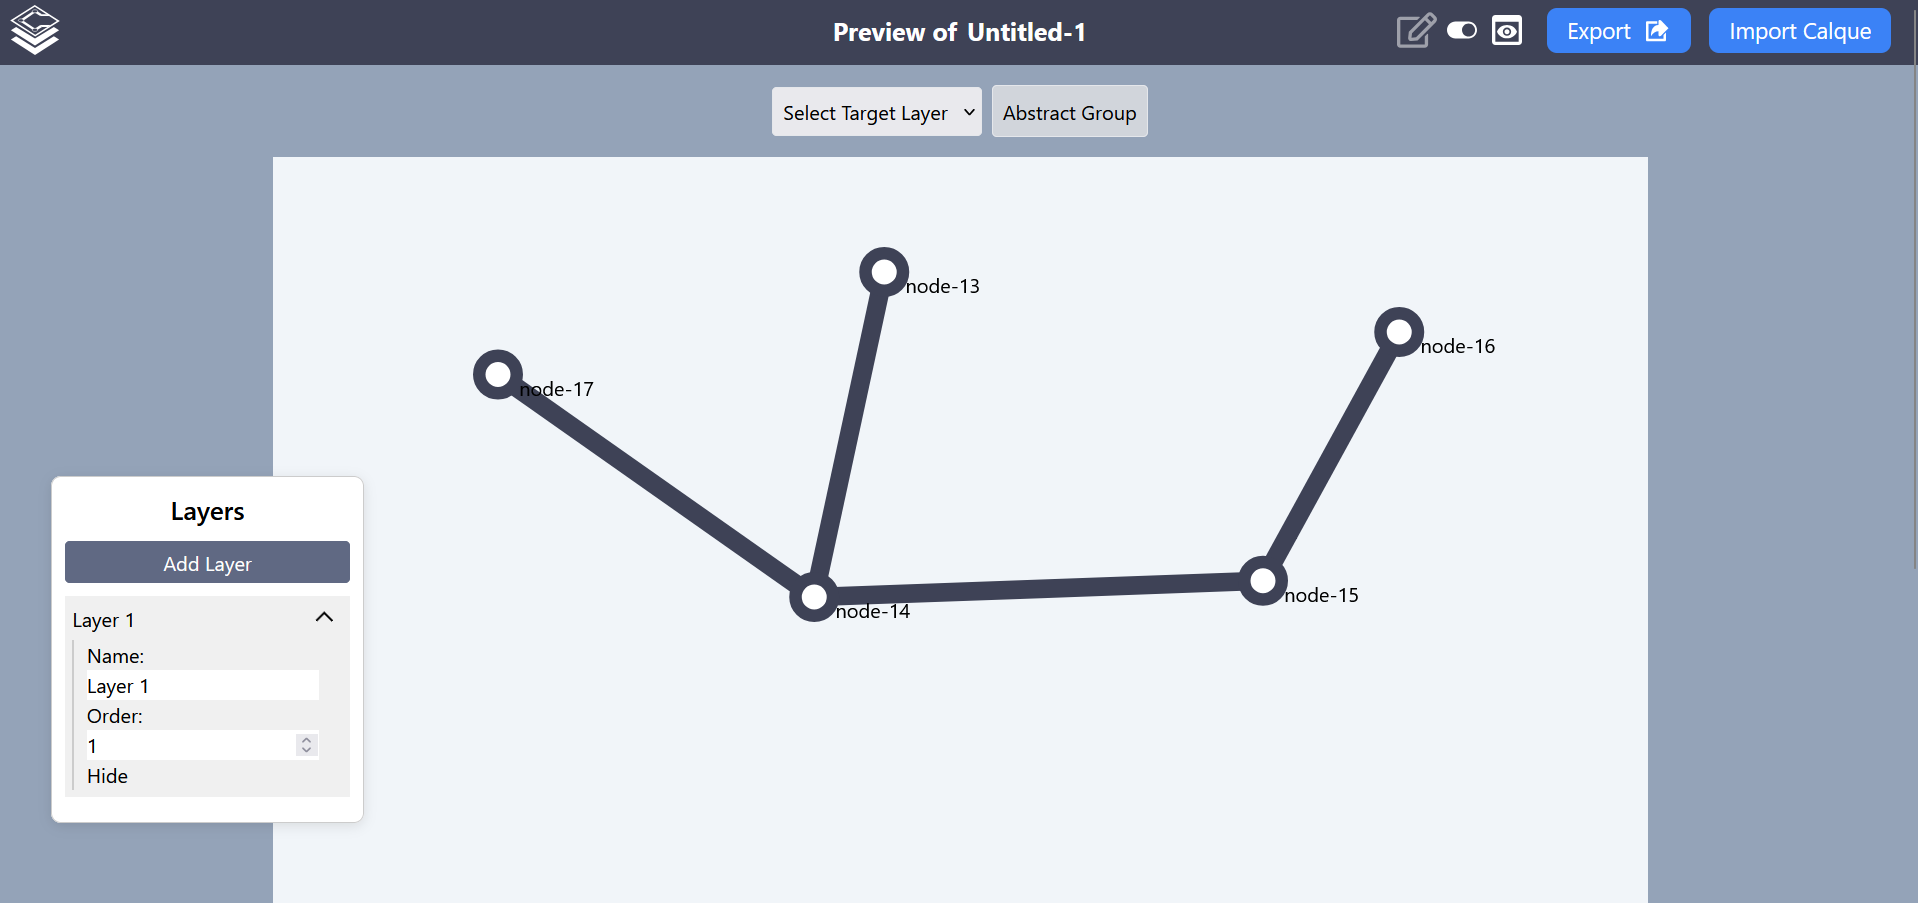 Preview of Untitled-1
Export
Import Calque
Select Target Layer
Abstract Group
node-13
node-16
node-17
node-15
node-14
Layers
Add Layer
Layer 1
Name:
Layer 1
Order:
1
Hide